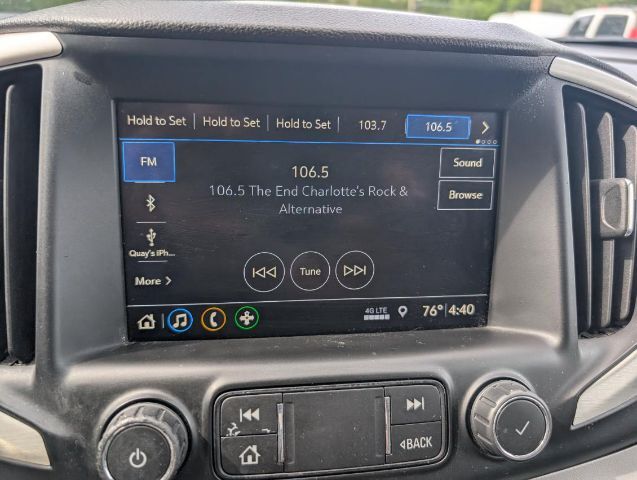 Hold to Set Hold to Set Hold to Set 103.7 106.5
FM
106.5
Sound
106.5 The End Charlotte's Rock &
Alternative
Browse
Quay's iPh...
More
Tune
4G LTE 76° 4:40
BACK